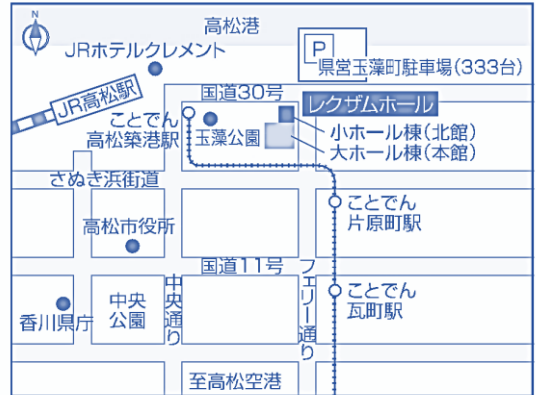 高松港
JRホテルクレメント
P
県営玉藻町駐車場(333台)
JR高松駅
国道30号
レクザムホール
ことでん
高松築港駅
玉藻公園
小ホール棟(北館)
大ホール棟(本館)
さぬき浜街道
ことでん
片原町駅
高松市役所
国道11号
中央通り
フェリー通り
ことでん
瓦町駅
中央
公園
香川県庁
至高松空港